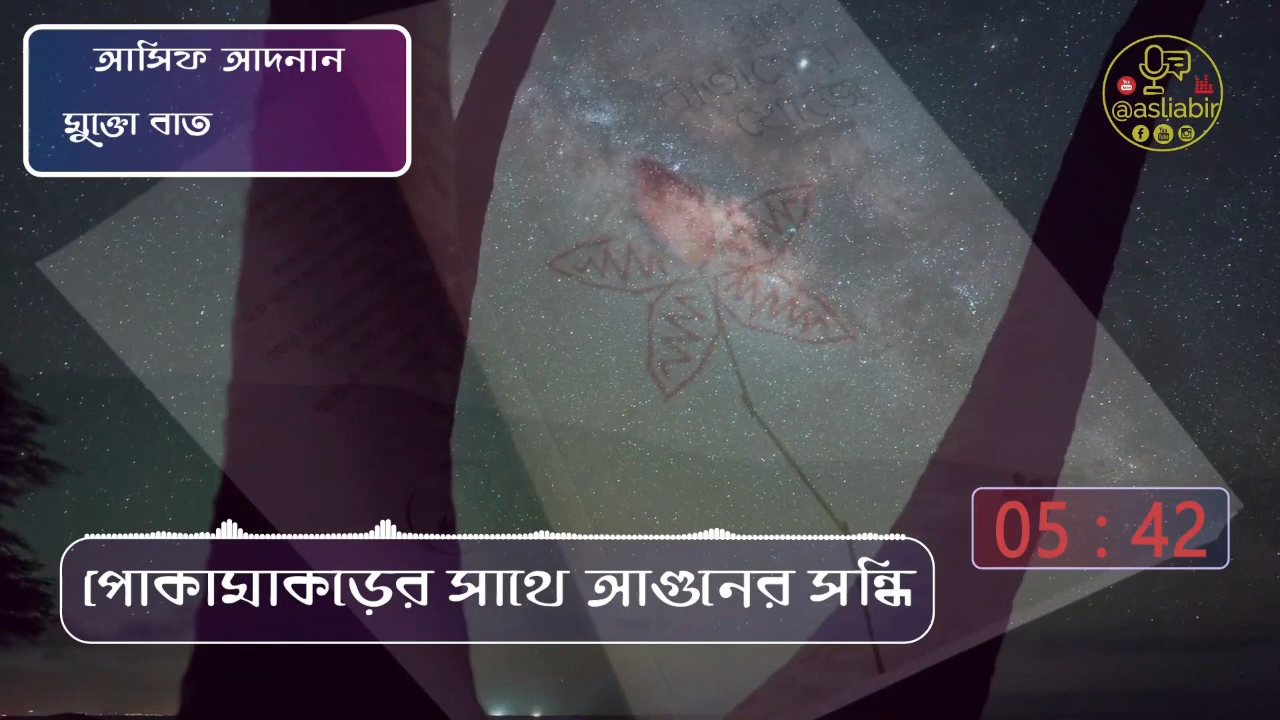 আসিফ আদনান
মুক্তো বাত
@asliabir
05 : 42
পোকামাকড়ের সাথে আগুনের সন্ধি